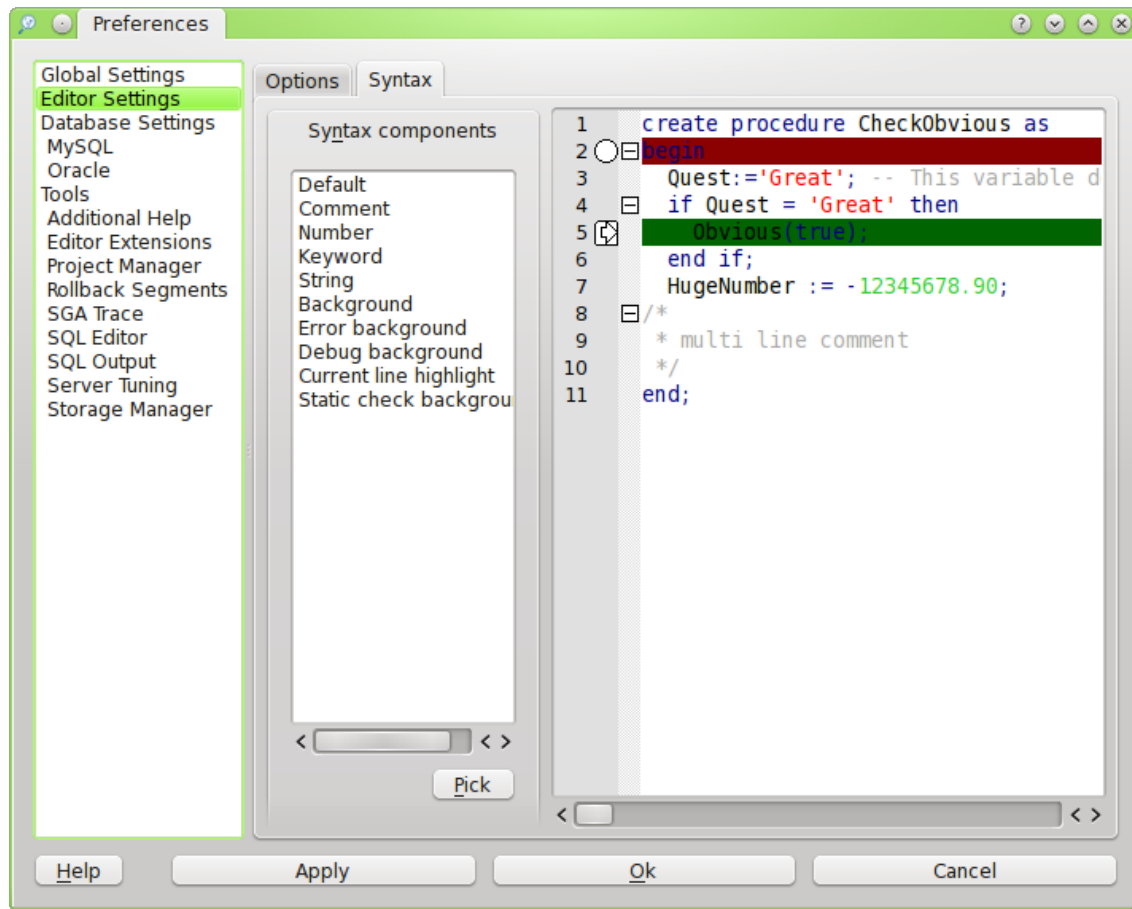 Preferences
Global Settings
Editor Settings
Database Settings
MySQL
Oracle
Tools
Additional Help
Editor Extensions
Project Manager
Rollback Segments
SGA Trace
SQL Editor
SQL Output
Server Tuning
Storage Manager
Options Syntax
Syntax components
Default
Comment
Number
Keyword
String
Background
Error background
Debug background
Current line highlight
Static check backgrou
Pick
1 create procedure CheckObvious as
2 begin
3 Quest:='Great'; -- This variable d
4 if Quest = 'Great' then
5 Obvious(true);
6 end if;
7 HugeNumber := -12345678.90;
8 /*
9 * multi line comment
10 */
11 end;
Help Apply Ok Cancel